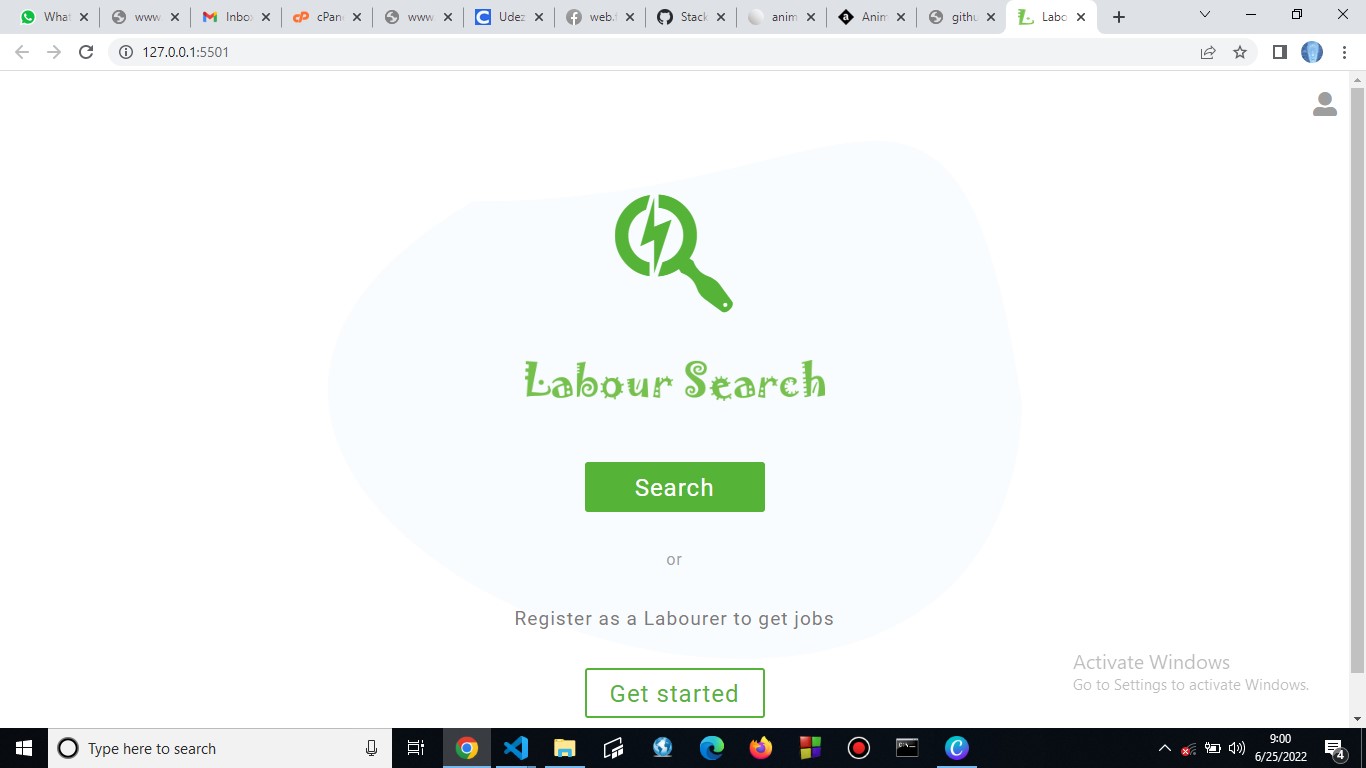 What
www.
Inbox
cPan
www.
Udez
web.f
Stack
anim
Anim
githu
Labo
127.0.0.1:5501
Labour Search
Search
or
Register as a Labourer to get jobs
Get started
Activate Windows
Go to Settings to activate Windows.
Type here to search
9:00
6/25/2022
4